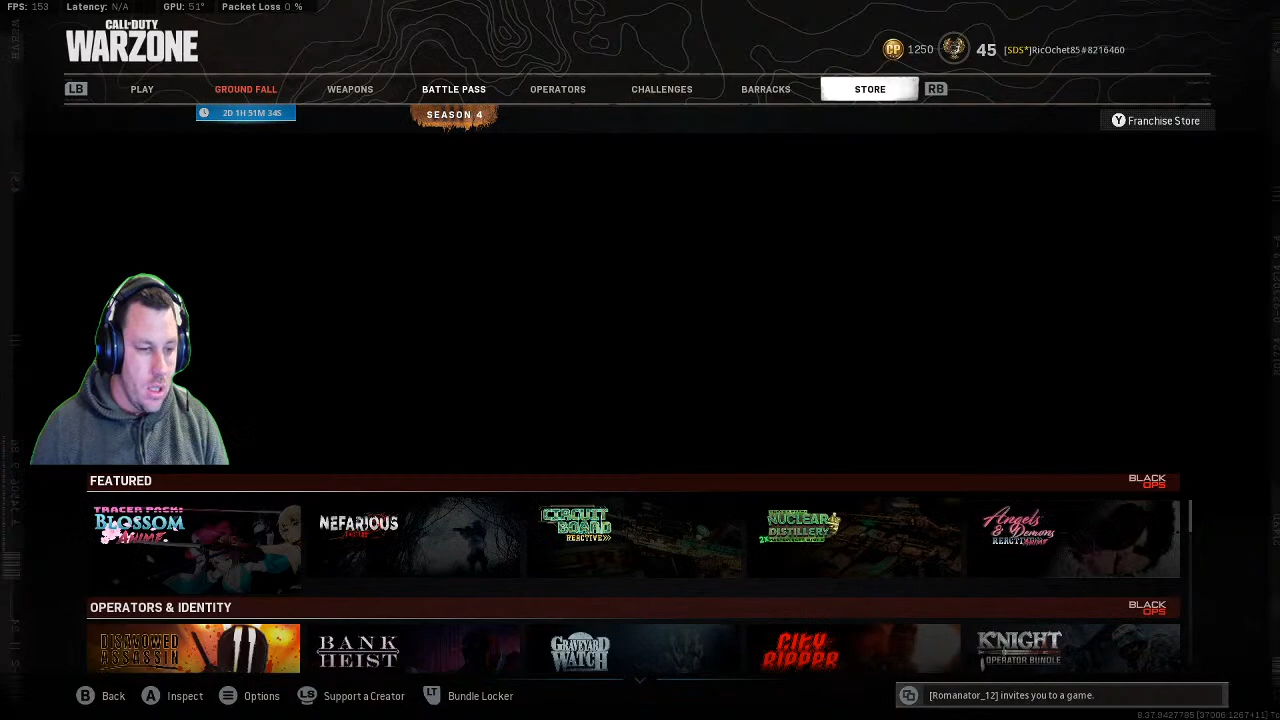 FPS: 153 Latency: N/A GPU: 51° Packet Loss 0 %
CALL OF DUTY
WARZONE
CP 1250 45 [SDS*]RicOchet85#8216460
LB PLAY GROUND FALL WEAPONS BATTLE PASS OPERATORS CHALLENGES BARRACKS STORE RB
2D 1H 51M 34S SEASON 4
Y Franchise Store
FEATURED BLACK OPS
TRACER PACK:
BLOSSOM
ANIME
NEFARIOUS
CIRCUIT
BOARD
REACTIVE>>
NUCLEAR
DISTILLERY
Angels
& Demons
REACTIVE
OPERATORS & IDENTITY BLACK OPS
DISAVOWED
ASSASSIN
BANK
HEIST
GRAVEYARD
WATCH
CITY
RIPPER
KNIGHT
OPERATOR BUNDLE
B Back A Inspect Options LS Support a Creator LT Bundle Locker
[Romanator_12] invites you to a game.